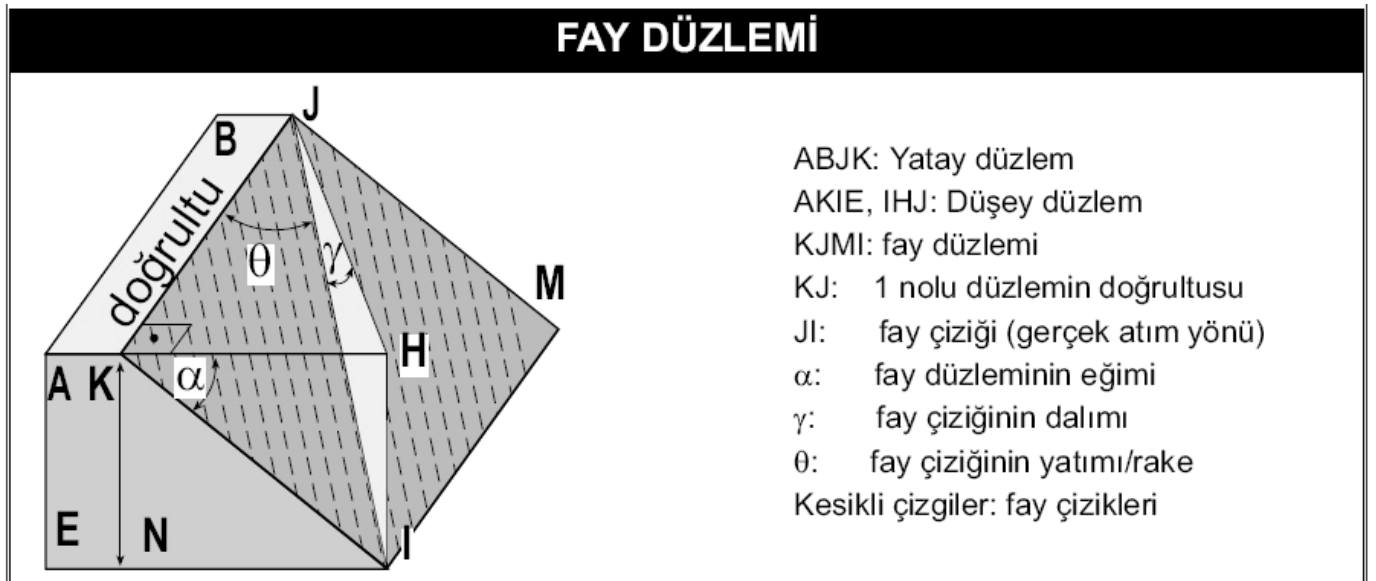 FAY DÜZLEMİ
J
B
doğrultu
θ
γ
M
H
A K
α
E
N
I
ABJK: Yatay düzlem
AKIE, IHJ: Düşey düzlem
KJMI: fay düzlemi
KJ: 1 nolu düzlemin doğrultusu
JI: fay çiziği (gerçek atım yönü)
α: fay düzleminin eğimi
γ: fay çiziğinin dalımı
θ: fay çiziğinin yatımı/rake
Kesikli çizgiler: fay çizikleri